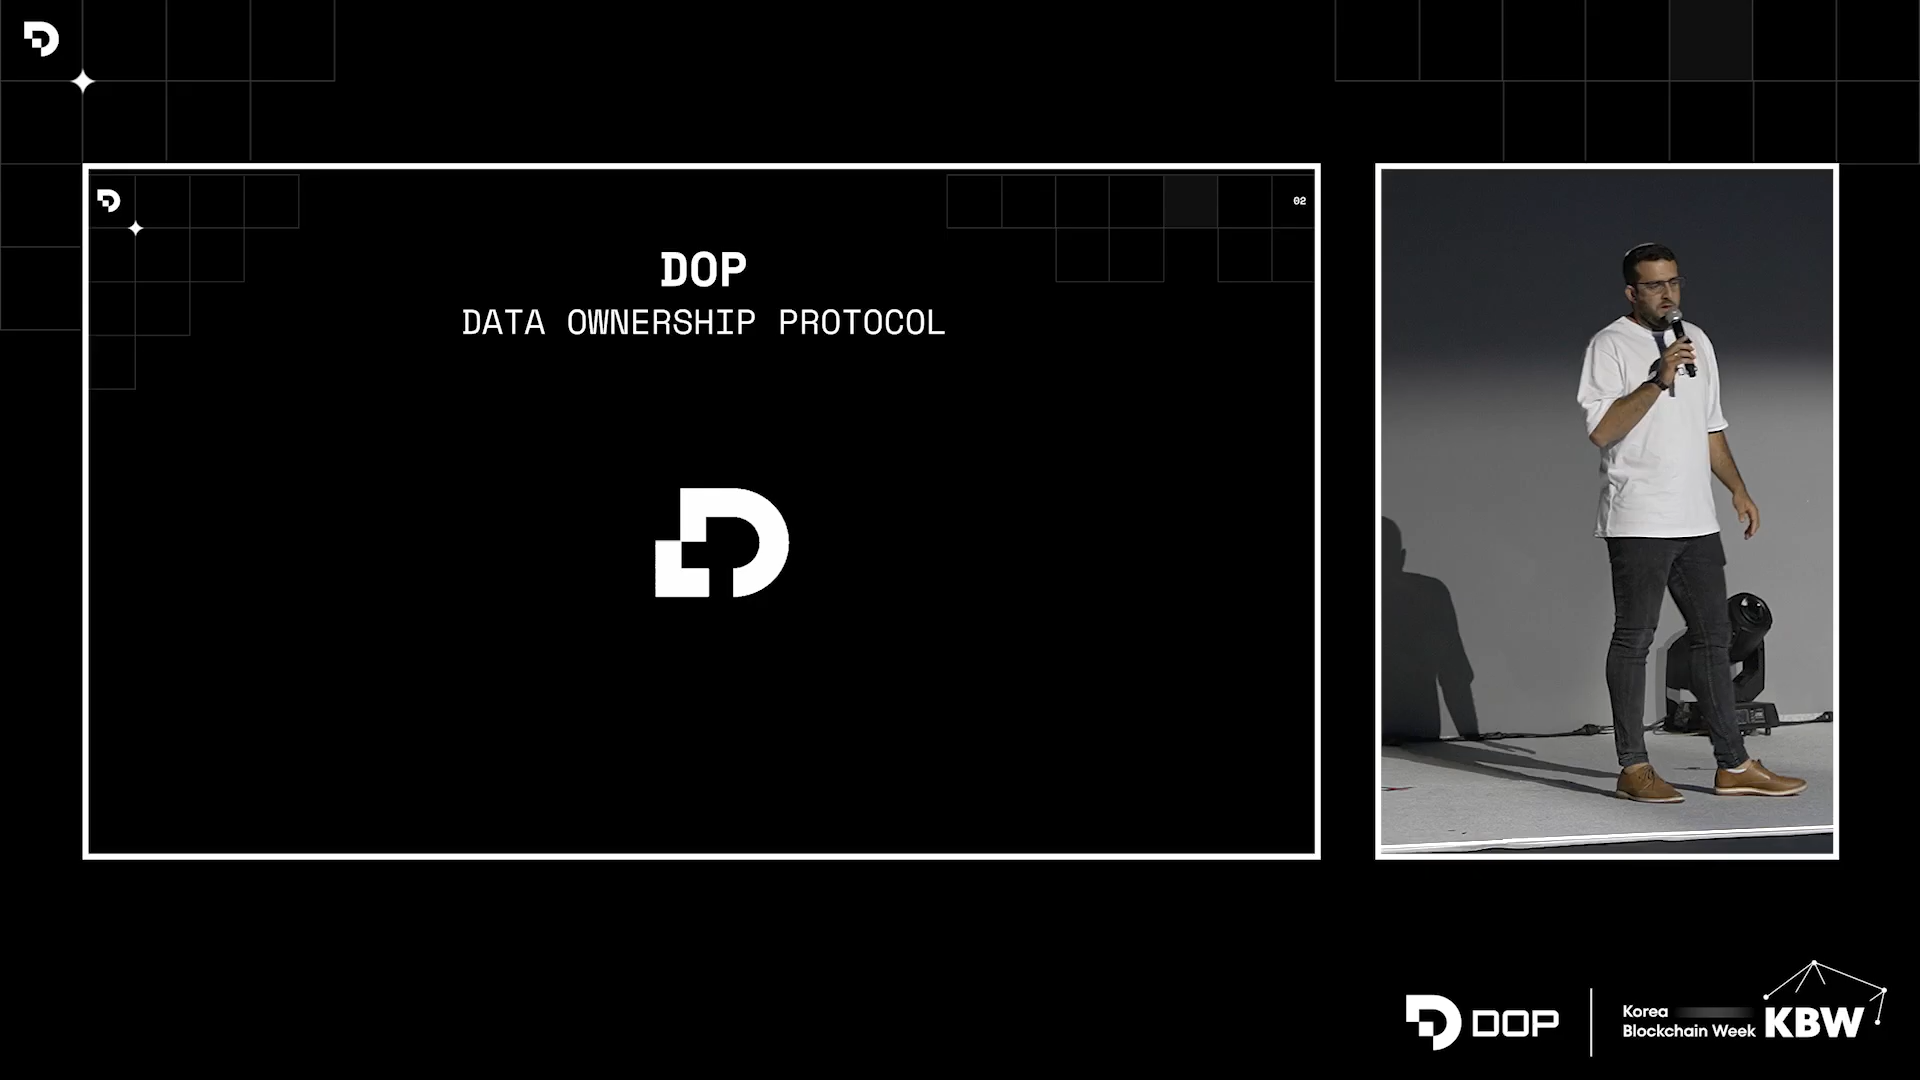 02
DOP
DATA OWNERSHIP PROTOCOL
DOP
Korea
Blockchain Week
KBW